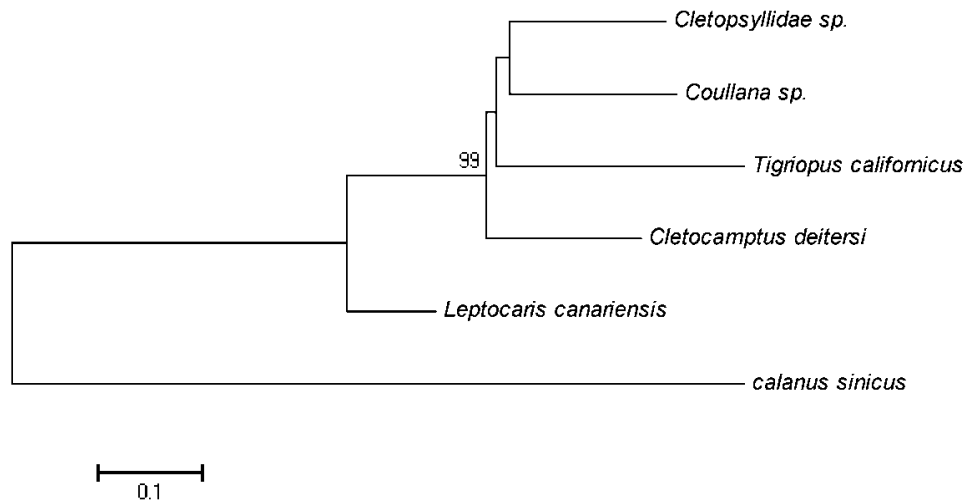 Cletopsyllidae sp.
Coullana sp.
99
Tigriopus californicus
Cletocamptus deitersi
Leptocaris canariensis
calanus sinicus
0.1